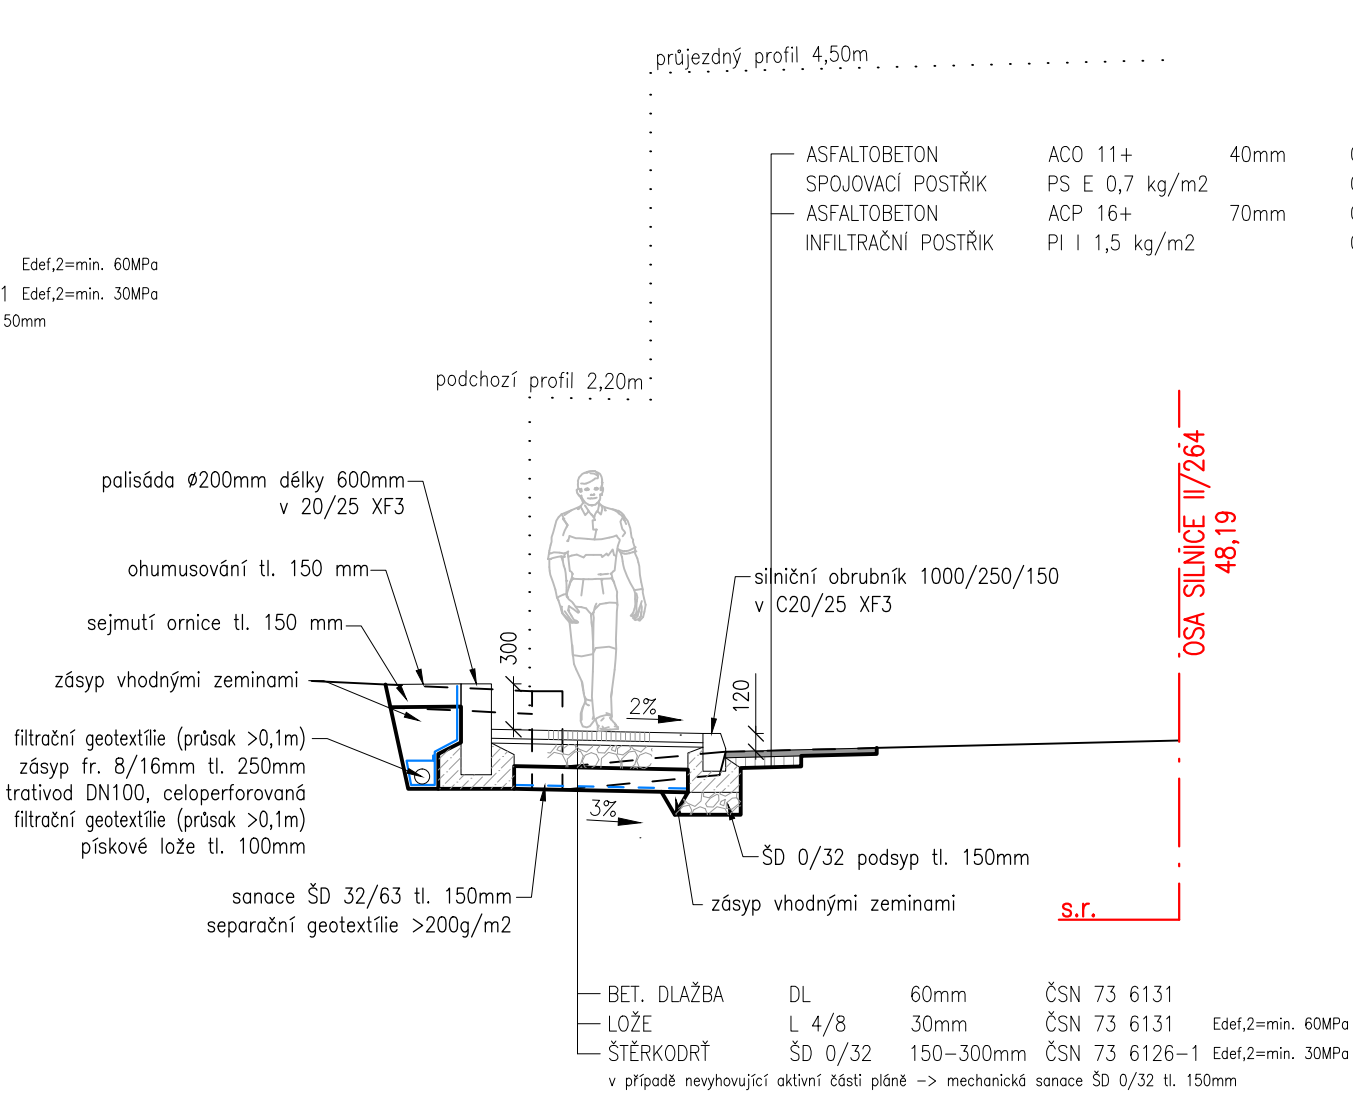 průjezdný profil 4,50m
ASFALTOBETON ACO 11+ 40mm
SPOJOVACÍ POSTŘIK PS E 0,7 kg/m2
ASFALTOBETON ACP 16+ 70mm
INFILTRAČNÍ POSTŘIK PI I 1,5 kg/m2
Edef,2=min. 60MPa
1 Edef,2=min. 30MPa
50mm
podchozí profil 2,20m
palisáda ø200mm délky 600mm
v 20/25 XF3
ohumusování tl. 150 mm
sejmutí ornice tl. 150 mm
zásyp vhodnými zeminami
filtrační geotextílie (průsak >0,1m)
zásyp fr. 8/16mm tl. 250mm
trativod DN100, celoperforovaná
filtrační geotextílie (průsak >0,1m)
pískové lože tl. 100mm
sanace ŠD 32/63 tl. 150mm
separační geotextílie >200g/m2
300
2%
3%
120
silniční obrubník 1000/250/150
v C20/25 XF3
OSA SILNICE II/264
48,19
s.r.
ŠD 0/32 podsyp tl. 150mm
zásyp vhodnými zeminami
BET. DLAŽBA DL 60mm ČSN 73 6131
LOŽE L 4/8 30mm ČSN 73 6131 Edef,2=min. 60MPa
ŠTĚRKODRŤ ŠD 0/32 150-300mm ČSN 73 6126-1 Edef,2=min. 30MPa
v případě nevyhovující aktivní části pláně -> mechanická sanace ŠD 0/32 tl. 150mm